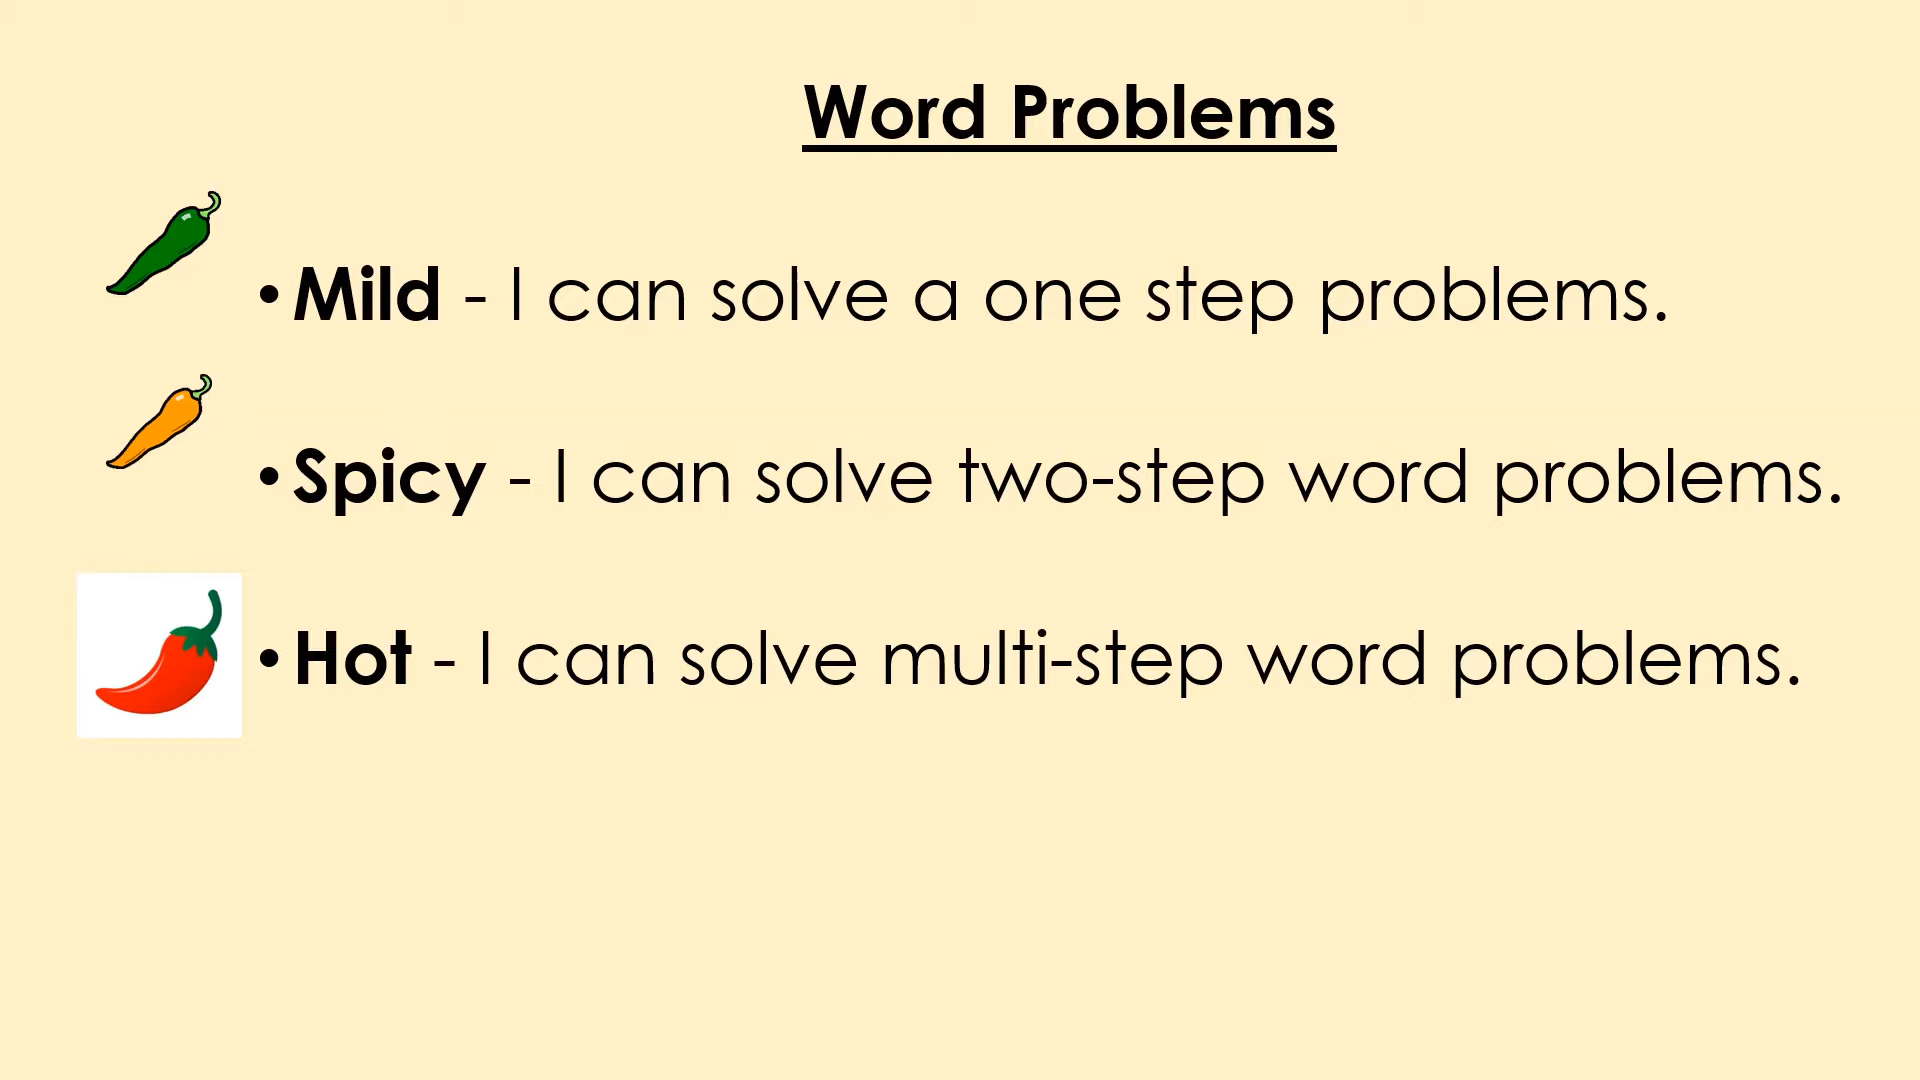 Word Problems
• Mild - I can solve a one step problems.
• Spicy - I can solve two-step word problems.
• Hot - I can solve multi-step word problems.